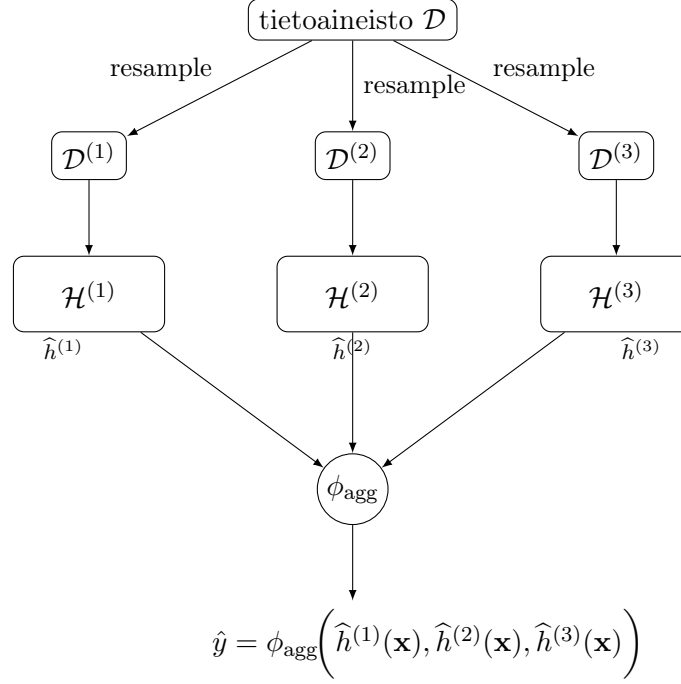 tietoaineisto 𝒟
resample resample resample
𝒟⁽¹⁾ 𝒟⁽²⁾ 𝒟⁽³⁾
ℋ⁽¹⁾ ℋ⁽²⁾ ℋ⁽³⁾
ĥ⁽¹⁾ ĥ⁽²⁾ ĥ⁽³⁾
ϕ_agg
ŷ = ϕ_agg(ĥ⁽¹⁾(𝐱), ĥ⁽²⁾(𝐱), ĥ⁽³⁾(𝐱))